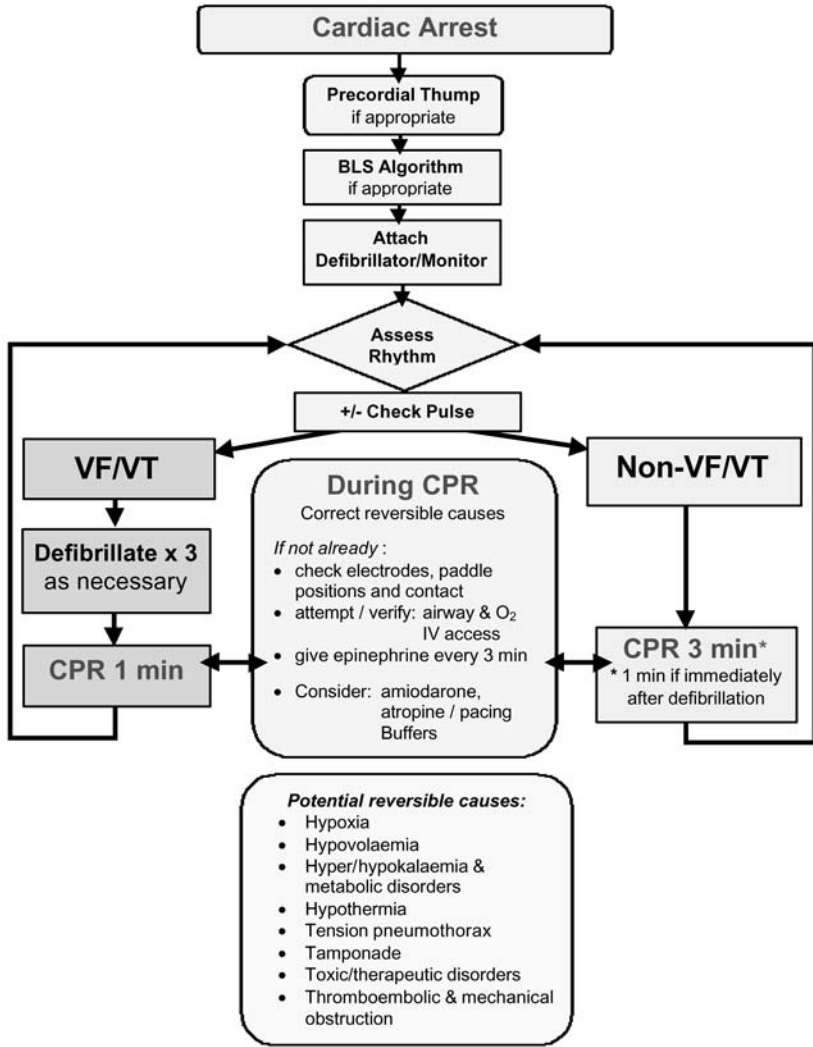 Cardiac Arrest
Precordial Thump
if appropriate
BLS Algorithm
if appropriate
Attach
Defibrillator/Monitor
Assess
Rhythm
+/- Check Pulse
VF/VT
Defibrillate x 3
as necessary
CPR 1 min
During CPR
Correct reversible causes
If not already :
• check electrodes, paddle
positions and contact
• attempt / verify: airway & O₂
IV access
• give epinephrine every 3 min
• Consider: amiodarone,
atropine / pacing
Buffers
Non-VF/VT
CPR 3 min*
* 1 min if immediately
after defibrillation
Potential reversible causes:
• Hypoxia
• Hypovolaemia
• Hyper/hypokalaemia &
metabolic disorders
• Hypothermia
• Tension pneumothorax
• Tamponade
• Toxic/therapeutic disorders
• Thromboembolic & mechanical
obstruction